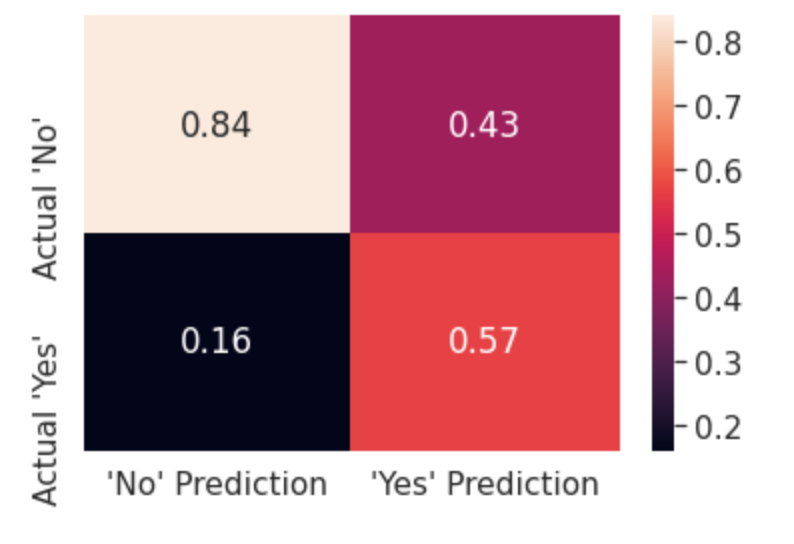 Actual 'No'
0.84
0.43
Actual 'Yes'
0.16
0.57
'No' Prediction
'Yes' Prediction
0.8
0.7
0.6
0.5
0.4
0.3
0.2